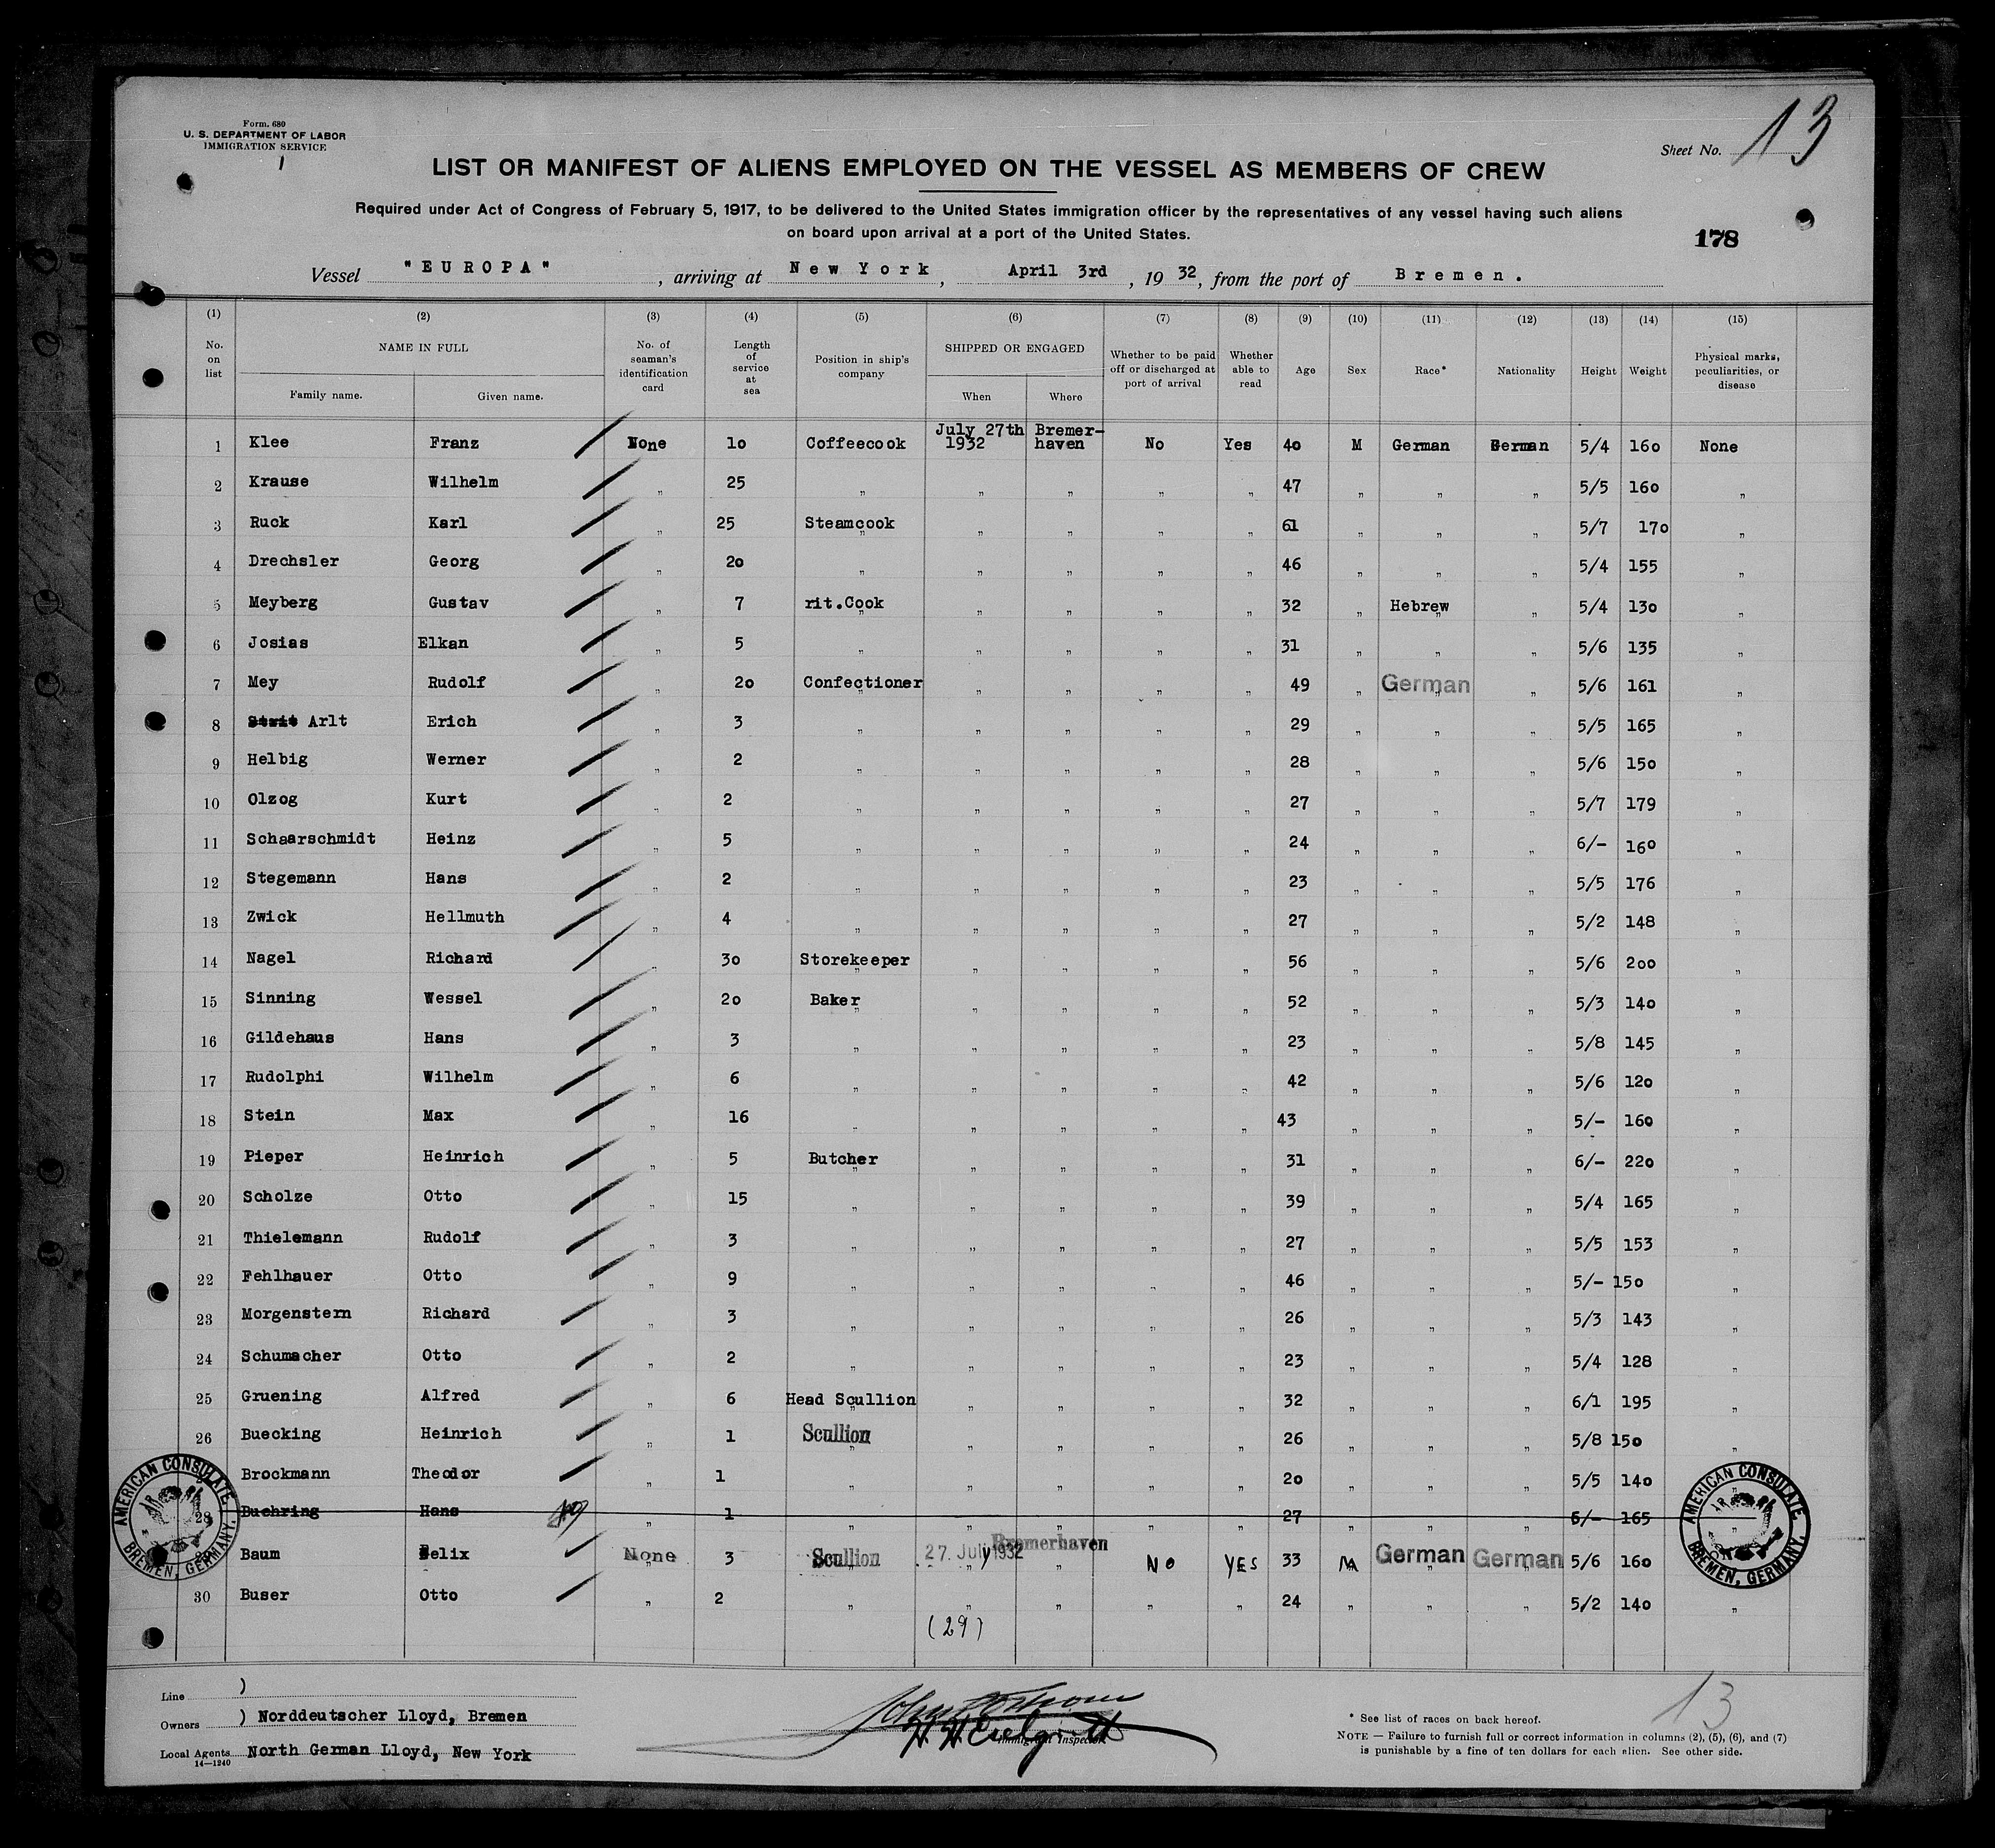 Form. 680
U. S. DEPARTMENT OF LABOR
IMMIGRATION SERVICE
Sheet No. 13
LIST OR MANIFEST OF ALIENS EMPLOYED ON THE VESSEL AS MEMBERS OF CREW
Required under Act of Congress of February 5, 1917, to be delivered to the United States immigration officer by the representatives of any vessel having such aliens
on board upon arrival at a port of the United States.
178
Vessel "EUROPA", arriving at New York, April 3rd, 1932, from the port of Bremen.
(1) (2) (3) (4) (5) (6) (7) (8) (9) (10) (11) (12) (13) (14) (15)
No. on list NAME IN FULL Family name. Given name. No. of seaman's identification card Length of service at sea Position in ship's company SHIPPED OR ENGAGED When Where Whether to be paid off or discharged at port of arrival Whether able to read Age Sex Race* Nationality Height Weight Physical marks, peculiarities, or disease
1 Klee Franz None 10 Coffeecook July 27th 1932 Bremer-haven No Yes 40 M German German 5/4 160 None
2 Krause Wilhelm " 25 " " " " " 47 " " " 5/5 160 "
3 Ruck Karl " 25 Steamcook " " " " 61 " " " 5/7 170 "
4 Drechsler Georg " 20 " " " " " 46 " " " 5/4 155 "
5 Meyberg Gustav " 7 rit.Cook " " " " 32 " Hebrew " 5/4 130 "
6 Josias Elkan " 5 " " " " " 31 " " " 5/6 135 "
7 Mey Rudolf " 20 Confectioner " " " " 49 " German " 5/6 161 "
8 Arlt Erich " 3 " " " " " 29 " " " 5/5 165 "
9 Helbig Werner " 2 " " " " " 28 " " " 5/6 150 "
10 Olzog Kurt " 2 " " " " " 27 " " " 5/7 179 "
11 Schaarschmidt Heinz " 5 " " " " " 24 " " " 6/- 160 "
12 Stegemann Hans " 2 " " " " " 23 " " " 5/5 176 "
13 Zwick Hellmuth " 4 " " " " " 27 " " " 5/2 148 "
14 Nagel Richard " 30 Storekeeper " " " " 56 " " " 5/6 200 "
15 Sinning Wessel " 20 Baker " " " " 52 " " " 5/3 140 "
16 Gildehaus Hans " 3 " " " " " 23 " " " 5/8 145 "
17 Rudolphi Wilhelm " 6 " " " " " 42 " " " 5/6 120 "
18 Stein Max " 16 " " " " " 43 " " " 5/- 160 "
19 Pieper Heinrich " 5 Butcher " " " " 31 " " " 6/- 220 "
20 Scholze Otto " 15 " " " " " 39 " " " 5/4 165 "
21 Thielemann Rudolf " 3 " " " " " 27 " " " 5/5 153 "
22 Fehlhauer Otto " 9 " " " " " 46 " " " 5/- 150 "
23 Morgenstern Richard " 3 " " " " " 26 " " " 5/3 143 "
24 Schumacher Otto " 2 " " " " " 23 " " " 5/4 128 "
25 Gruening Alfred " 6 Head Scullion " " " " 32 " " " 6/1 195 "
26 Buecking Heinrich " 1 Scullion " " " " 26 " " " 5/8 150 "
Brockmann Theodor " 1 " " " " " 20 " " " 5/5 140 "
28 Buehring Hans " 1 " " " " " 27 " " " 6/- 165 "
Baum Felix None 3 Scullion 27. Juli 1932 Bremerhaven No YES 33 M German German 5/6 160
30 Buser Otto " 2 " " " " " 24 " " " 5/2 140 "
(29)
AMERICAN CONSULATE, BREMEN, GERMANY.
AMERICAN CONSULATE, BREMEN, GERMANY.
Line )
Owners ) Norddeutscher Lloyd, Bremen
Local Agents North German Lloyd, New York
14—1240
Immigrant Inspector.
13
* See list of races on back hereof.
NOTE — Failure to furnish full or correct information in columns (2), (5), (6), and (7)
is punishable by a fine of ten dollars for each alien. See other side.